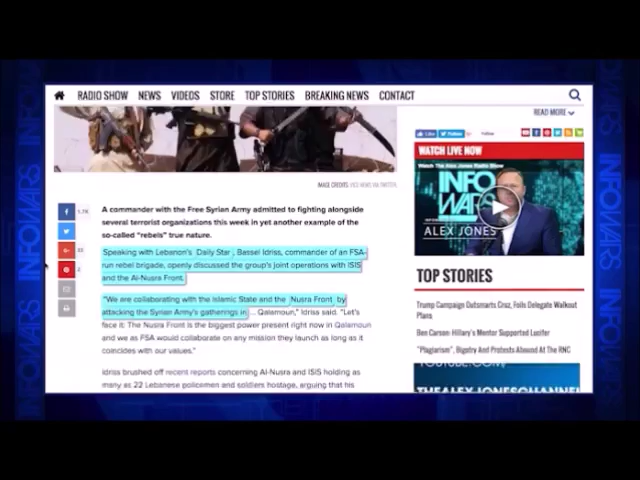 RADIO SHOW NEWS VIDEOS STORE TOP STORIES BREAKING NEWS CONTACT
READ MORE
IMAGE CREDITS: VICE NEWS VIA TWITTER.
Like Follow Follow
WATCH LIVE NOW
Watch The Alex Jones Radio Show
INFO
WARS
ALEX JONES
A commander with the Free Syrian Army admitted to fighting alongside
several terrorist organizations this week in yet another example of the
so-called "rebels" true nature.
Speaking with Lebanon's Daily Star, Bassel Idriss, commander of an FSA-
run rebel brigade, openly discussed the group's joint operations with ISIS
and the Al-Nusra Front.
"We are collaborating with the Islamic State and the Nusra Front by
attacking the Syrian Army's gatherings in ... Qalamoun," Idriss said. "Let's
face it: The Nusra Front is the biggest power present right now in Qalamoun
and we as FSA would collaborate on any mission they launch as long as it
coincides with our values."
Idriss brushed off recent reports concerning Al-Nusra and ISIS holding as
many as 22 Lebanese policemen and soldiers hostage, arguing that his
TOP STORIES
Trump Campaign Outsmarts Cruz, Foils Delegate Walkout
Plans
Ben Carson: Hillary's Mentor Supported Lucifer
"Plagiarism", Bigotry And Protests Abound At The RNC
YOUTUBE.COM/
THEALEXJONESCHANNEL
INFOWARS
INFOWARS